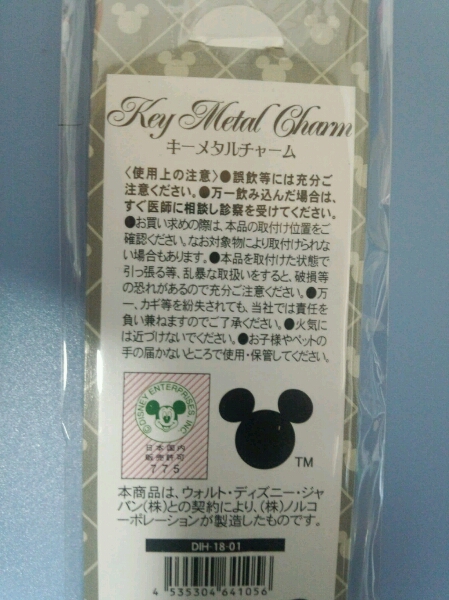 Key Metal Charm
キーメタルチャーム
〈使用上の注意〉●誤飲等には充分ご
注意ください。●万一飲み込んだ場合は、
すぐ医師に相談し診察を受けてください。
●お買い求めの際は、本品の取付け位置をご
確認ください。なお対象物により取付けられな
い場合もあります。●本品を取付けた状態で
引っ張る等、乱暴な取扱いをすると、破損等
の恐れがあるので充分ご注意ください。●万
一、カギ等を紛失されても、当社では責任を
負い兼ねますのでご了承ください。●火気に
は近づけないでください。●お子様やペットの
手の届かないところで使用・保管してください。
©DISNEY ENTERPRISES, INC.
日本国内
販売許可
775
TM
本商品は、ウォルト・ディズニー・ジャ
パン(株)との契約により、(株)ノルコ
ーポレーションが製造したものです。
DIH-18-01
4 535304 641056